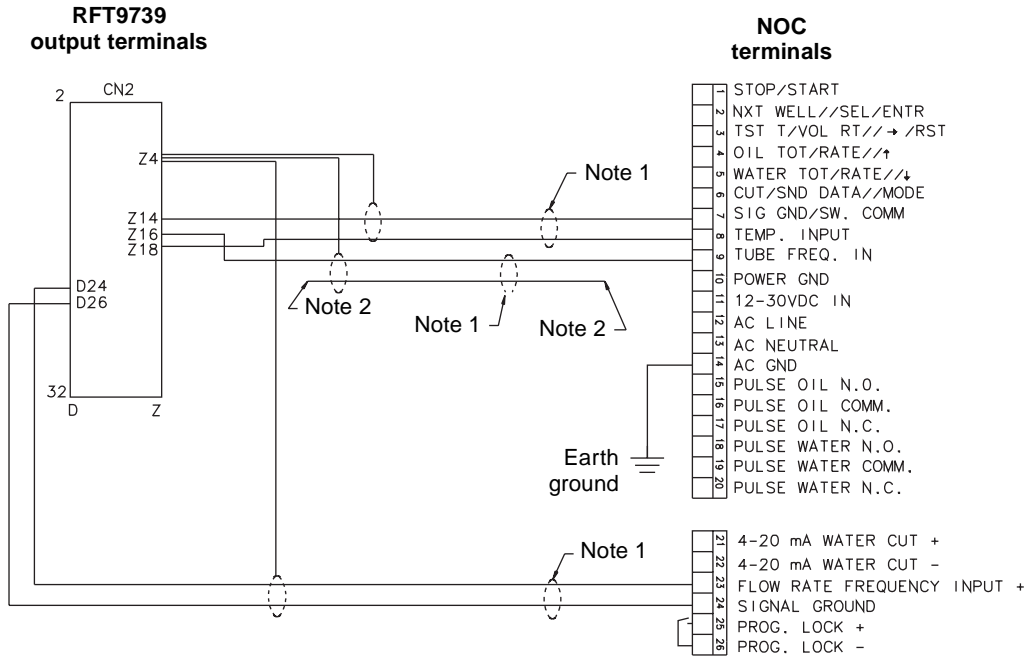 RFT9739
output terminals
NOC
terminals
2
CN2
Z4
Z14
Z16
Z18
D24
D26
32
D
Z
Note 1
Note 2
Note 1
Note 2
Earth
ground
Note 1
1 STOP/START
2 NXT WELL//SEL/ENTR
3 TST T/VOL RT//→/RST
4 OIL TOT/RATE//↑
5 WATER TOT/RATE//↓
6 CUT/SND DATA//MODE
7 SIG GND/SW. COMM
8 TEMP. INPUT
9 TUBE FREQ. IN
10 POWER GND
11 12-30VDC IN
12 AC LINE
13 AC NEUTRAL
14 AC GND
15 PULSE OIL N.O.
16 PULSE OIL COMM.
17 PULSE OIL N.C.
18 PULSE WATER N.O.
19 PULSE WATER COMM.
20 PULSE WATER N.C.
21 4-20 mA WATER CUT +
22 4-20 mA WATER CUT -
23 FLOW RATE FREQUENCY INPUT +
24 SIGNAL GROUND
25 PROG. LOCK +
26 PROG. LOCK -